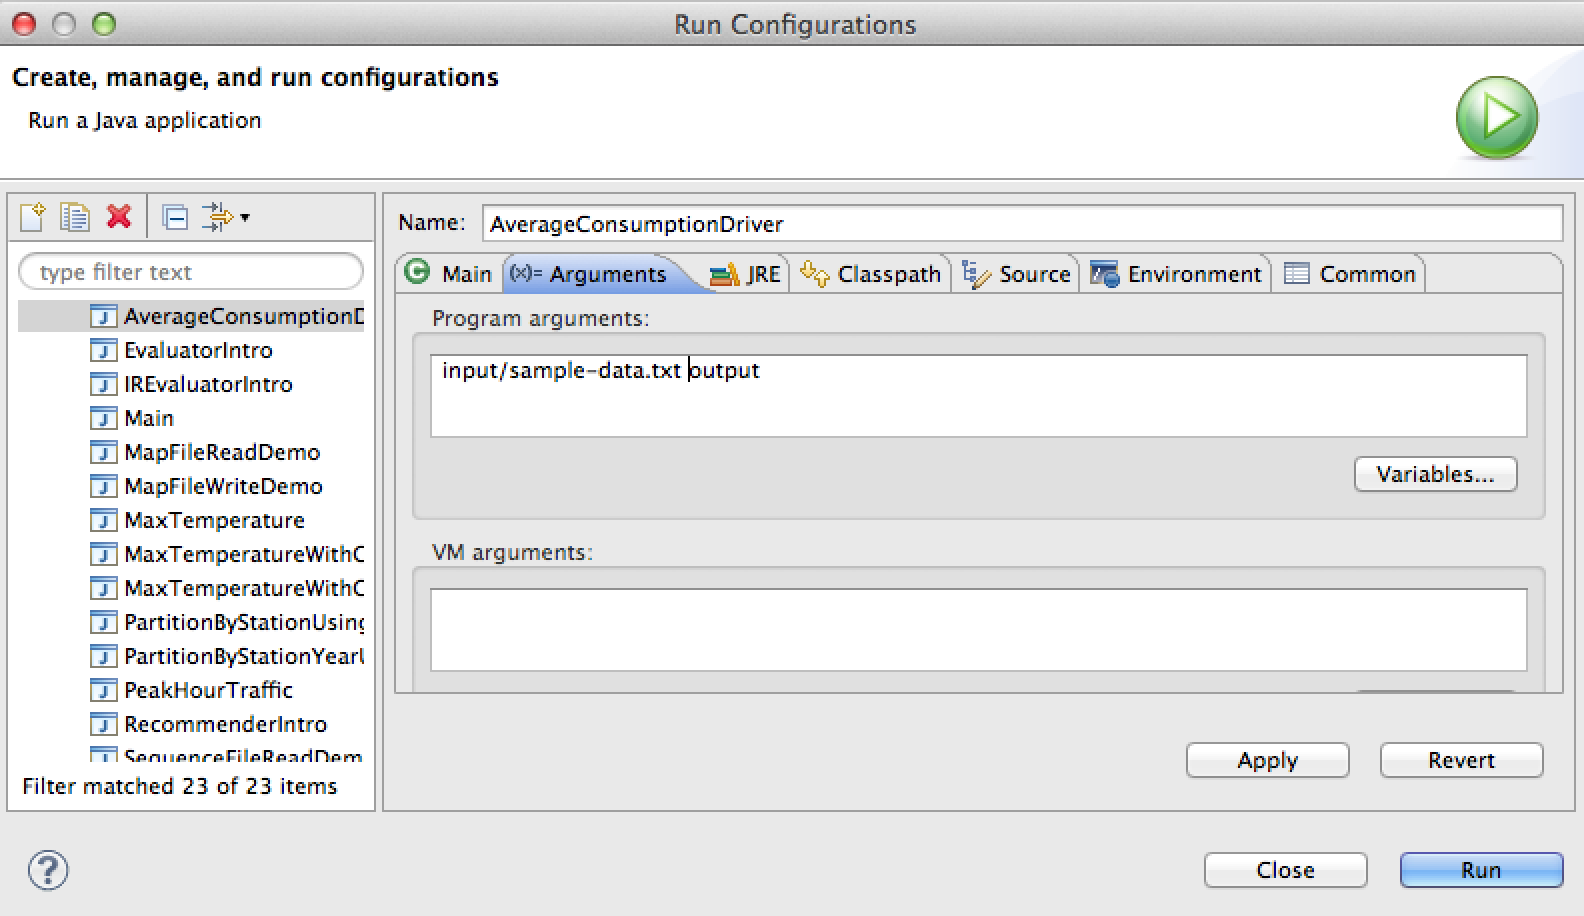 Run Configurations
Create, manage, and run configurations
Run a Java application
type filter text
AverageConsumptionD
EvaluatorIntro
IREvaluatorIntro
Main
MapFileReadDemo
MapFileWriteDemo
MaxTemperature
MaxTemperatureWithC
MaxTemperatureWithC
PartitionByStationUsing
PartitionByStationYearU
PeakHourTraffic
RecommenderIntro
SequenceFileReadDem
Filter matched 23 of 23 items
Name: AverageConsumptionDriver
Main (x)= Arguments JRE Classpath Source Environment Common
Program arguments:
input/sample-data.txt output
Variables...
VM arguments:
Apply Revert
Close Run